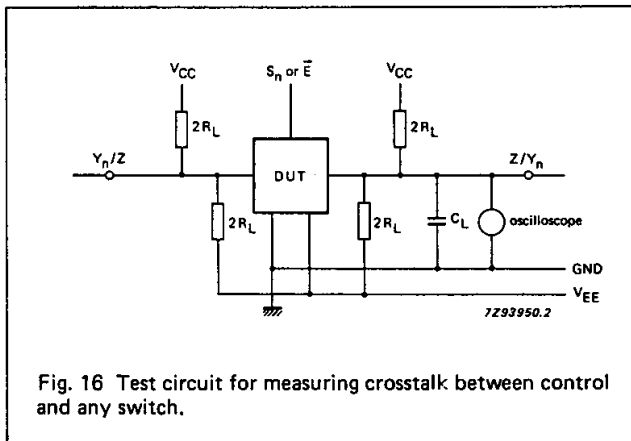 V_CC
S_n or E̅
V_CC
2R_L
2R_L
Y_n/Z
Z/Y_n
DUT
2R_L
2R_L
C_L
oscilloscope
GND
V_EE
7Z93950.2
Fig. 16 Test circuit for measuring crosstalk between control
and any switch.